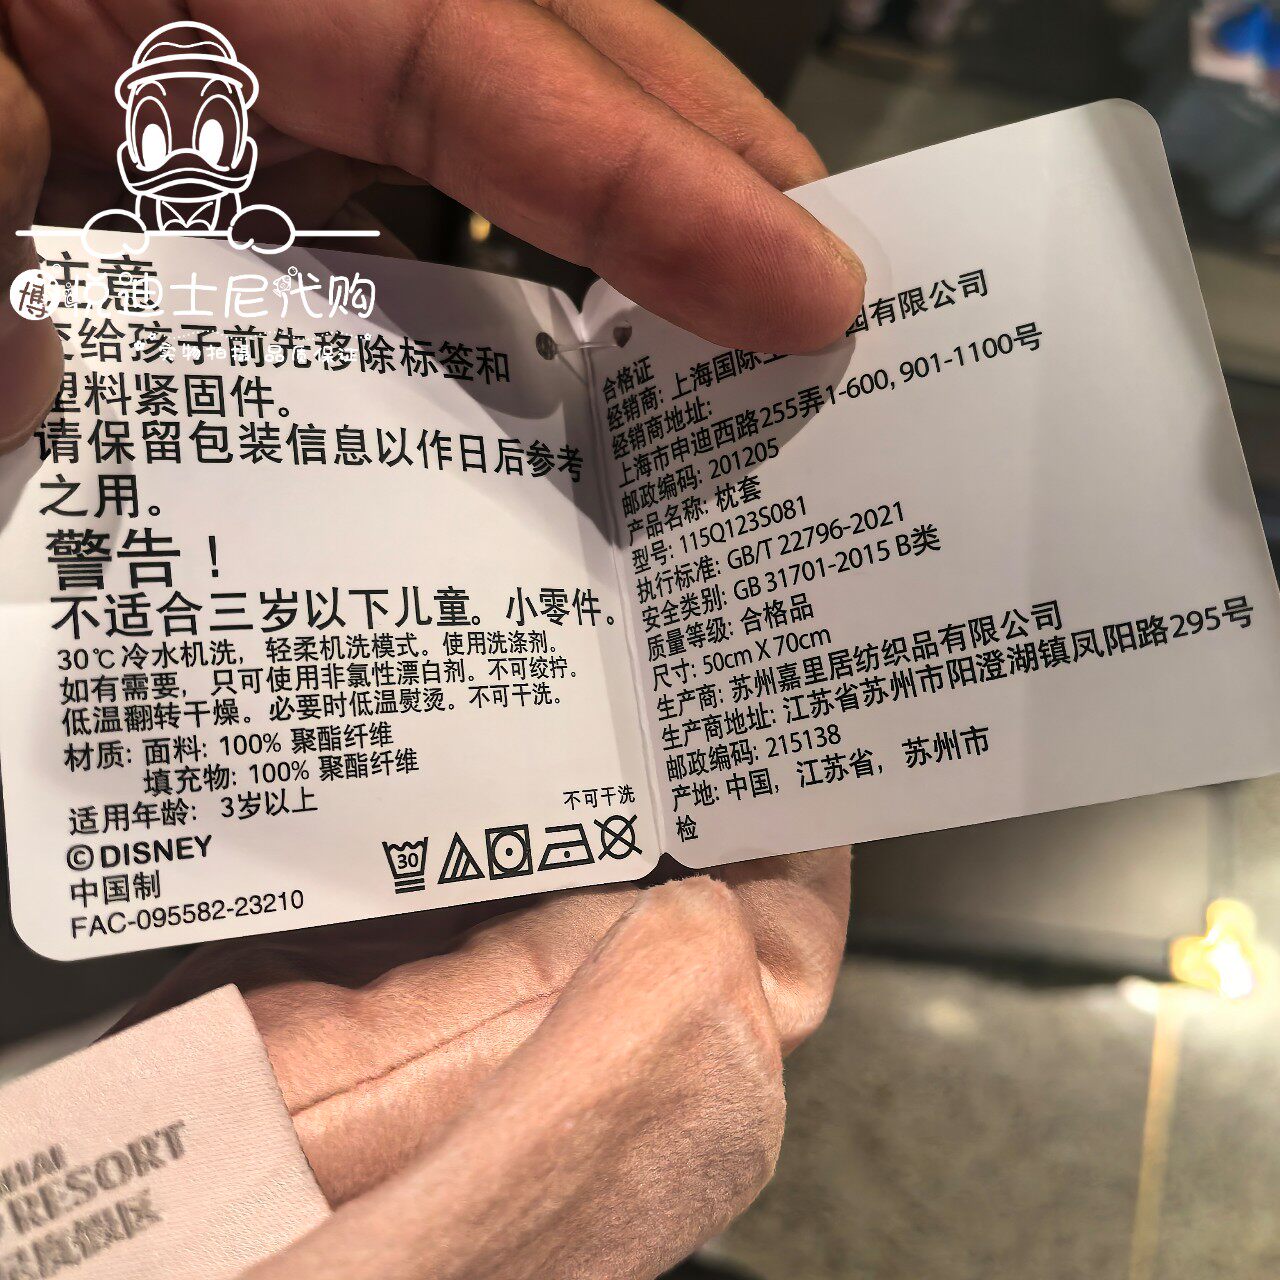 注意
交给孩子前先移除标签和
塑料紧固件。
请保留包装信息以作日后参考
之用。
警告！
不适合三岁以下儿童。小零件。
30℃冷水机洗，轻柔机洗模式。使用洗涤剂。
如有需要，只可使用非氯性漂白剂。不可绞拧。
低温翻转干燥。必要时低温熨烫。不可干洗。
材质: 面料: 100% 聚酯纤维
填充物: 100% 聚酯纤维
适用年龄: 3岁以上
不可干洗
©DISNEY
30
中国制
FAC-095582-23210
合格证
经销商: 上海国际 园有限公司
经销商地址:
上海市申迪西路255弄1-600, 901-1100号
邮政编码: 201205
产品名称: 枕套
型号: 115Q123S081
执行标准: GB/T 22796-2021
安全类别: GB 31701-2015 B类
质量等级: 合格品
尺寸: 50cm X 70cm
生产商: 苏州嘉里居纺织品有限公司
生产商地址: 江苏省苏州市阳澄湖镇凤阳路295号
邮政编码: 215138
产地: 中国，江苏省，苏州市
检
博 迪士尼代购
实物拍摄 品质保证
RESORT
度假区